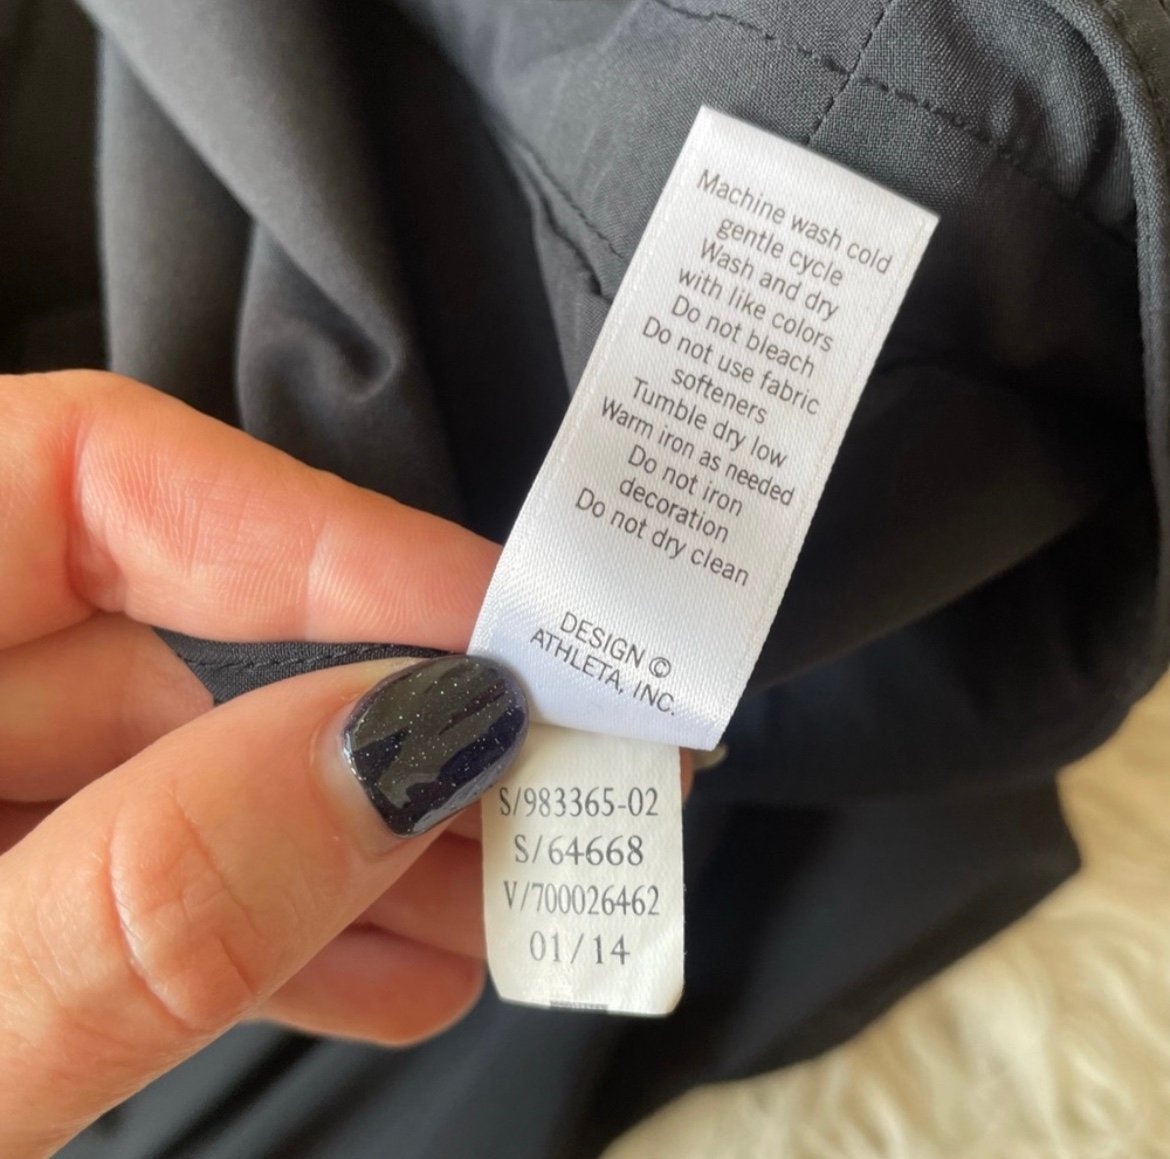 Machine wash cold
gentle cycle
Wash and dry
with like colors
Do not bleach
Do not use fabric
softeners
Tumble dry low
Warm iron as needed
Do not iron
decoration
Do not dry clean
DESIGN ©
ATHLETA, INC.
S/983365-02
S/64668
V/700026462
01/14